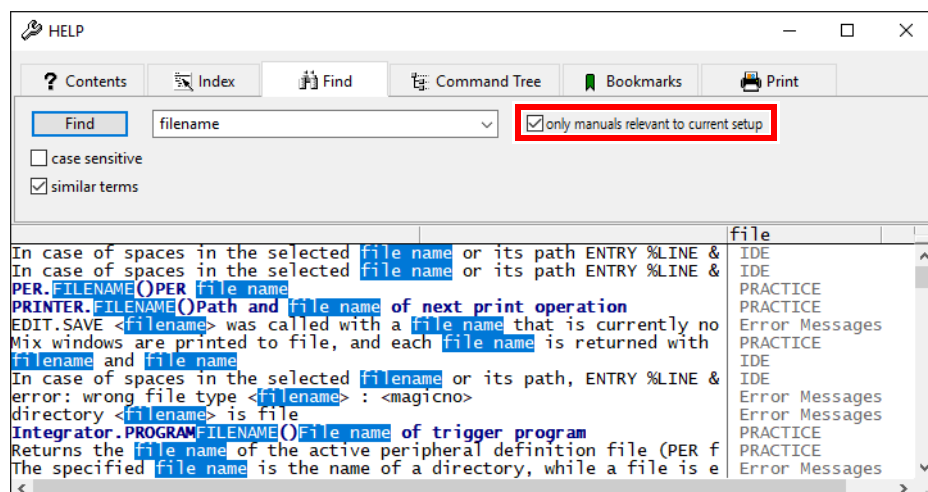 HELP
? Contents Index Find Command Tree Bookmarks Print
Find filename only manuals relevant to current setup
case sensitive
similar terms
file
In case of spaces in the selected file name or its path ENTRY %LINE & IDE
In case of spaces in the selected file name or its path ENTRY %LINE & IDE
PER.FILENAME()PER file name PRACTICE
PRINTER.FILENAME()Path and file name of next print operation PRACTICE
EDIT.SAVE <filename> was called with a file name that is currently no Error Messages
Mix windows are printed to file, and each file name is returned with PRACTICE
filename and file name IDE
In case of spaces in the selected filename or its path, ENTRY %LINE & IDE
error: wrong file type <filename> : <magicno> Error Messages
directory <filename> is file Error Messages
Integrator.PROGRAMFILENAME()File name of trigger program PRACTICE
Returns the file name of the active peripheral definition file (PER f PRACTICE
The specified file name is the name of a directory, while a file is e Error Messages